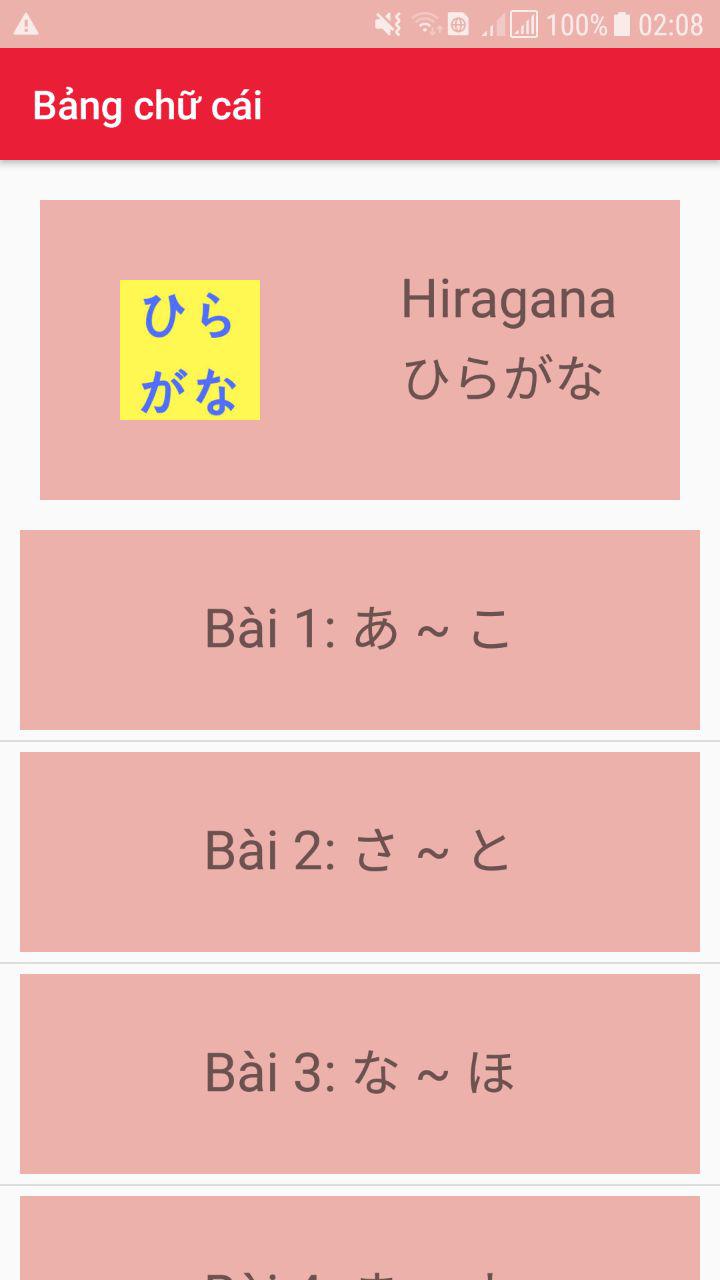 100% 02:08
Bảng chữ cái
ひら
がな
Hiragana
ひらがな
Bài 1: あ ~ こ
Bài 2: さ ~ と
Bài 3: な ~ ほ